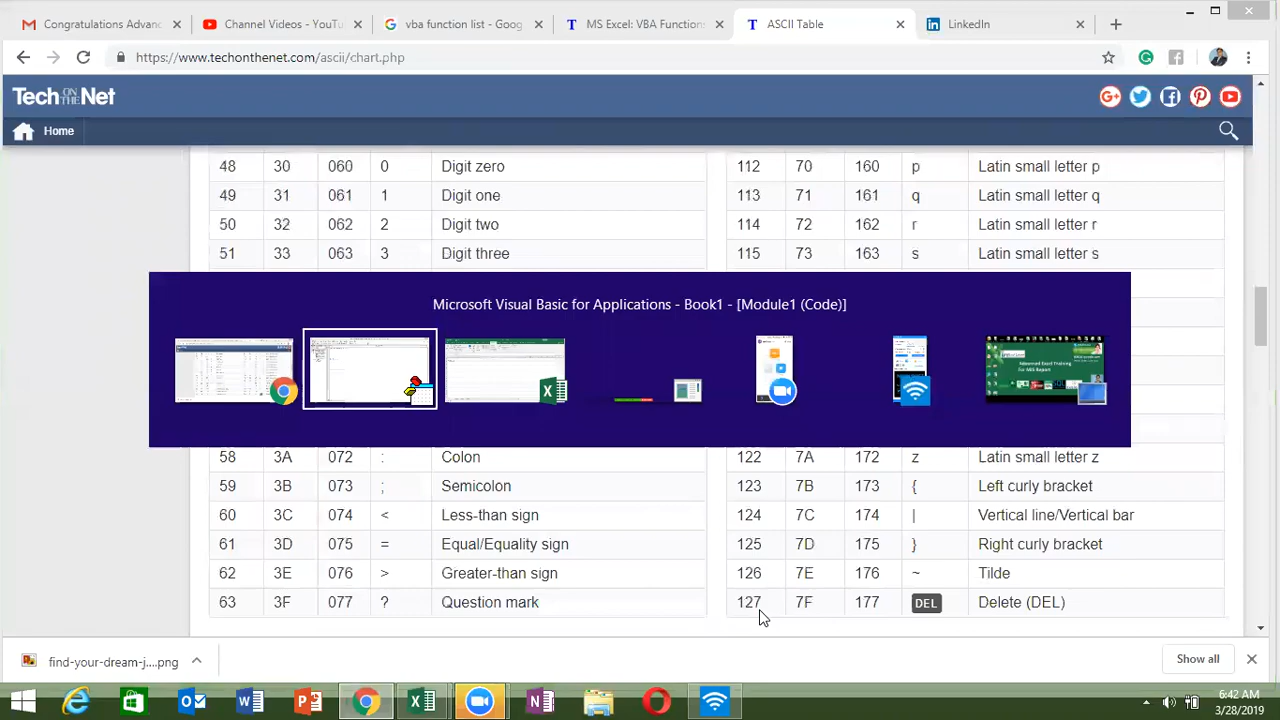 Congratulations Advanc
Channel Videos - YouTu
vba function list - Goog
MS Excel: VBA Functions
ASCII Table
LinkedIn
https://www.techonthenet.com/ascii/chart.php
Tech ON THE Net
Home
48 30 060 0 Digit zero 112 70 160 p Latin small letter p
49 31 061 1 Digit one 113 71 161 q Latin small letter q
50 32 062 2 Digit two 114 72 162 r Latin small letter r
51 33 063 3 Digit three 115 73 163 s Latin small letter s
Microsoft Visual Basic for Applications - Book1 - [Module1 (Code)]
Advanced Excel Training
For MIS Report
58 3A 072 : Colon 122 7A 172 z Latin small letter z
59 3B 073 ; Semicolon 123 7B 173 { Left curly bracket
60 3C 074 < Less-than sign 124 7C 174 | Vertical line/Vertical bar
61 3D 075 = Equal/Equality sign 125 7D 175 } Right curly bracket
62 3E 076 > Greater-than sign 126 7E 176 ~ Tilde
63 3F 077 ? Question mark 127 7F 177 DEL Delete (DEL)
find-your-dream-j....png
Show all
6:42 AM
3/28/2019